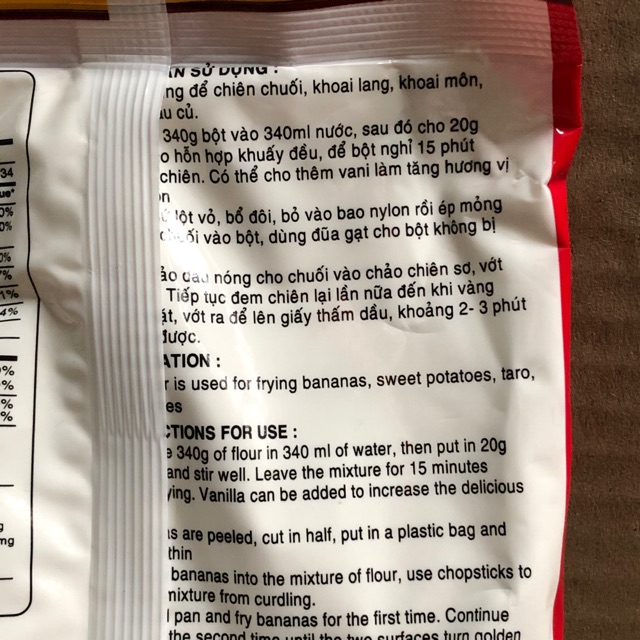 34
0%
0%
0%
%
1%
4%
%
%
%
%
mg
SỬ DỤNG :
để chiên chuối, khoai lang, khoai môn,
củ.
340g bột vào 340ml nước, sau đó cho 20g
hỗn hợp khuấy đều, để bột nghỉ 15 phút
chiên. Có thể cho thêm vani làm tăng hương vị
lột vỏ, bổ đôi, bỏ vào bao nylon rồi ép mỏng
vào bột, dùng đũa gạt cho bột không bị
nóng cho chuối vào chảo chiên sơ, vớt
Tiếp tục đem chiên lại lần nữa đến khi vàng
vớt ra để lên giấy thấm dầu, khoảng 2- 3 phút
được.
ATION :
r is used for frying bananas, sweet potatoes, taro,
es
CTIONS FOR USE :
340g of flour in 340 ml of water, then put in 20g
and stir well. Leave the mixture for 15 minutes
ying. Vanilla can be added to increase the delicious
are peeled, cut in half, put in a plastic bag and
thin
bananas into the mixture of flour, use chopsticks to
mixture from curdling.
pan and fry bananas for the first time. Continue
the second time until the two surfaces turn golden